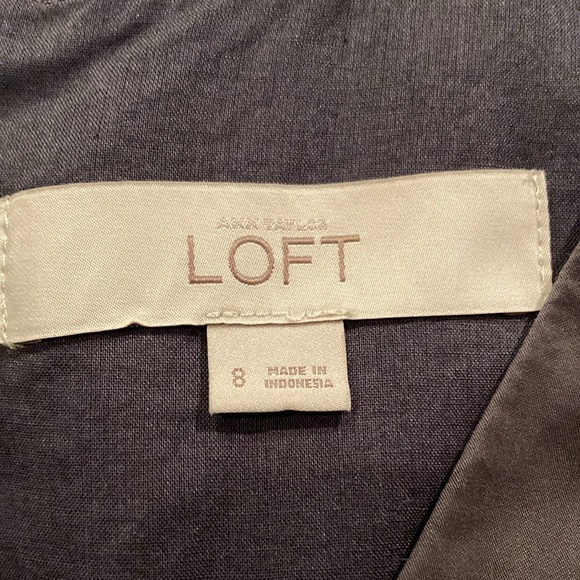 ANN TAYLOR
LOFT
8 MADE IN
INDONESIA